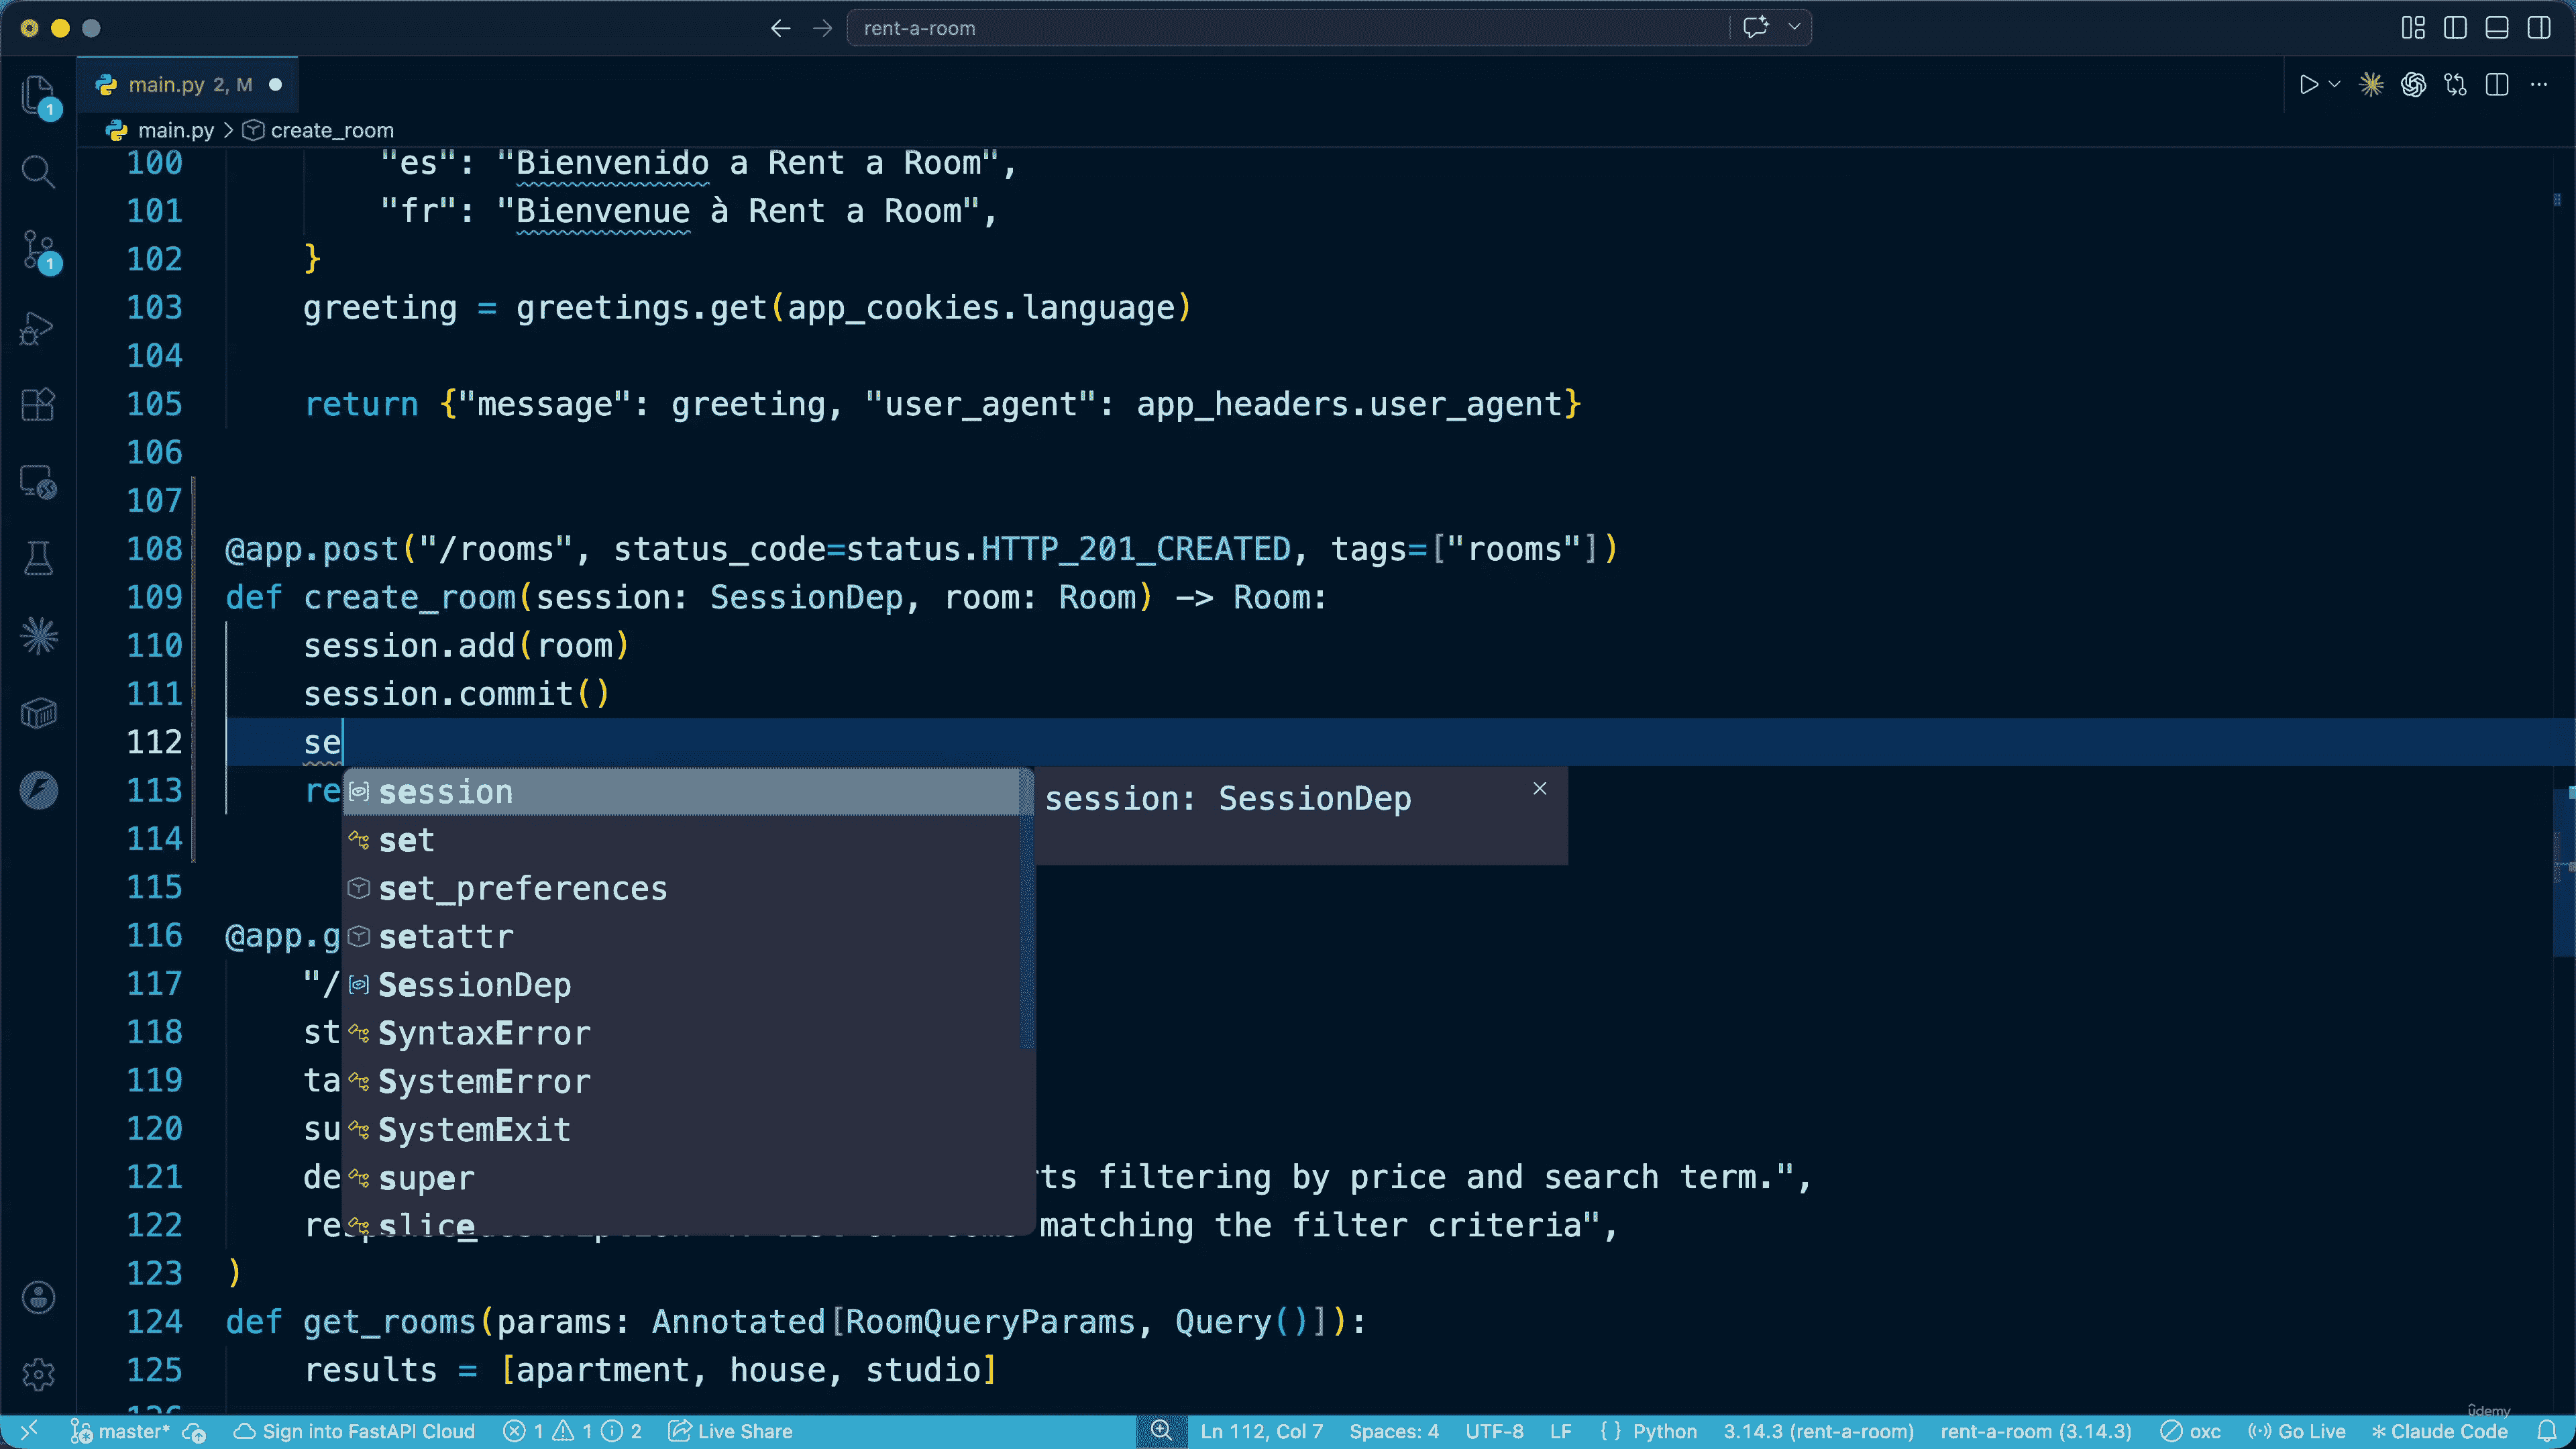 rent-a-room
main.py 2, M
main.py > create_room
100 "es": "Bienvenido a Rent a Room",
101 "fr": "Bienvenue à Rent a Room",
102 }
103 greeting = greetings.get(app_cookies.language)
104
105 return {"message": greeting, "user_agent": app_headers.user_agent}
106
107
108 @app.post("/rooms", status_code=status.HTTP_201_CREATED, tags=["rooms"])
109 def create_room(session: SessionDep, room: Room) -> Room:
110 session.add(room)
111 session.commit()
112 se
113 re
session
session: SessionDep
114
set
115
set_preferences
116 @app.g
setattr
117 "/
SessionDep
118 st
SyntaxError
119 ta
SystemError
120 su
SystemExit
121 de
super
rts filtering by price and search term.",
122 re
slice
matching the filter criteria",
123 )
124 def get_rooms(params: Annotated[RoomQueryParams, Query()]):
125 results = [apartment, house, studio]
1
1
master* Sign into FastAPI Cloud 1 1 2 Live Share Ln 112, Col 7 Spaces: 4 UTF-8 LF { } Python 3.14.3 (rent-a-room) rent-a-room (3.14.3) oxc Go Live Claude Code
ûdemy